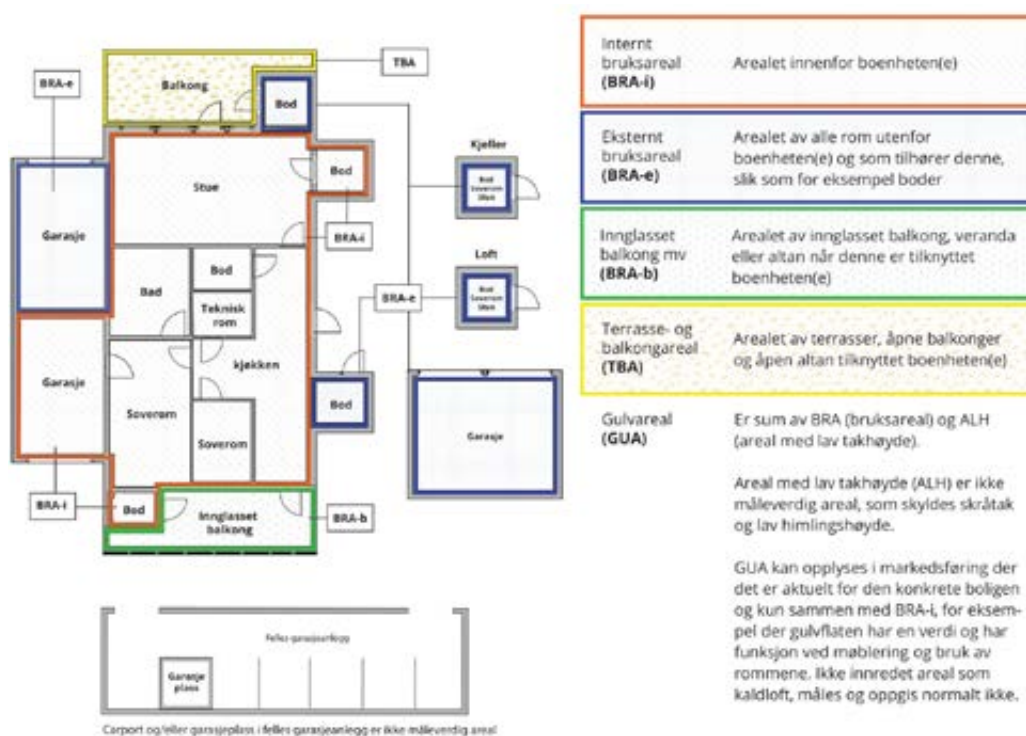 TBA
BRA-e
Balkong
Bod
Kjeller
Bod
Soverom
Stue
Bod
Garasje
BRA-i
Loft
Bod
Bad
Teknisk
rom
BRA-e
Bod
Soverom
Garasje
kjøkken
Soverom
Bod
Garasje
Soverom
BRA-i
Bod
Innglasset
balkong
BRA-b
Felles garasjeanlegg
Garasje
plass
Carport og/eller garasjeplass i felles garasjeanlegg er ikke måleverdig areal
Internt
bruksareal
(BRA-i)
Arealet innenfor boenheten(e)
Eksternt
bruksareal
(BRA-e)
Arealet av alle rom utenfor
boenheten(e) og som tilhører denne,
slik som for eksempel boder
Innglasset
balkong mv
(BRA-b)
Arealet av innglasset balkong, veranda
eller altan når denne er tilknyttet
boenheten(e)
Terrasse- og
balkongareal
(TBA)
Arealet av terrasser, åpne balkonger
og åpen altan tilknyttet boenheten(e)
Gulvareal
(GUA)
Er sum av BRA (bruksareal) og ALH
(areal med lav takhøyde).
Areal med lav takhøyde (ALH) er ikke
måleverdig areal, som skyldes skråtak
og lav himlingshøyde.
GUA kan opplyses i markedsføring der
det er aktuelt for den konkrete boligen
og kun sammen med BRA-i, for eksem-
pel der gulvflaten har en verdi og har
funksjon ved møblering og bruk av
rommene. Ikke innredet areal som
kaldloft, måles og oppgis normalt ikke.